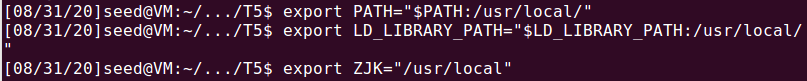 [08/31/20]seed@VM:~/.../T5$ export PATH="$PATH:/usr/local/"
[08/31/20]seed@VM:~/.../T5$ export LD_LIBRARY_PATH="$LD_LIBRARY_PATH:/usr/local/
"
[08/31/20]seed@VM:~/.../T5$ export ZJK="/usr/local"